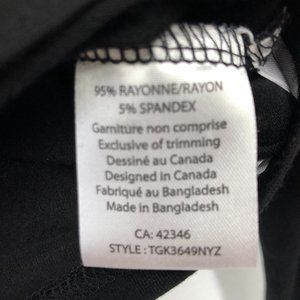 95% RAYONNE/RAYON
5% SPANDEX
Garniture non comprise
Exclusive of trimming
Dessiné au Canada
Designed in Canada
Fabriqué au Bangladesh
Made in Bangladesh
CA: 42346
STYLE : TGK3649NYZ